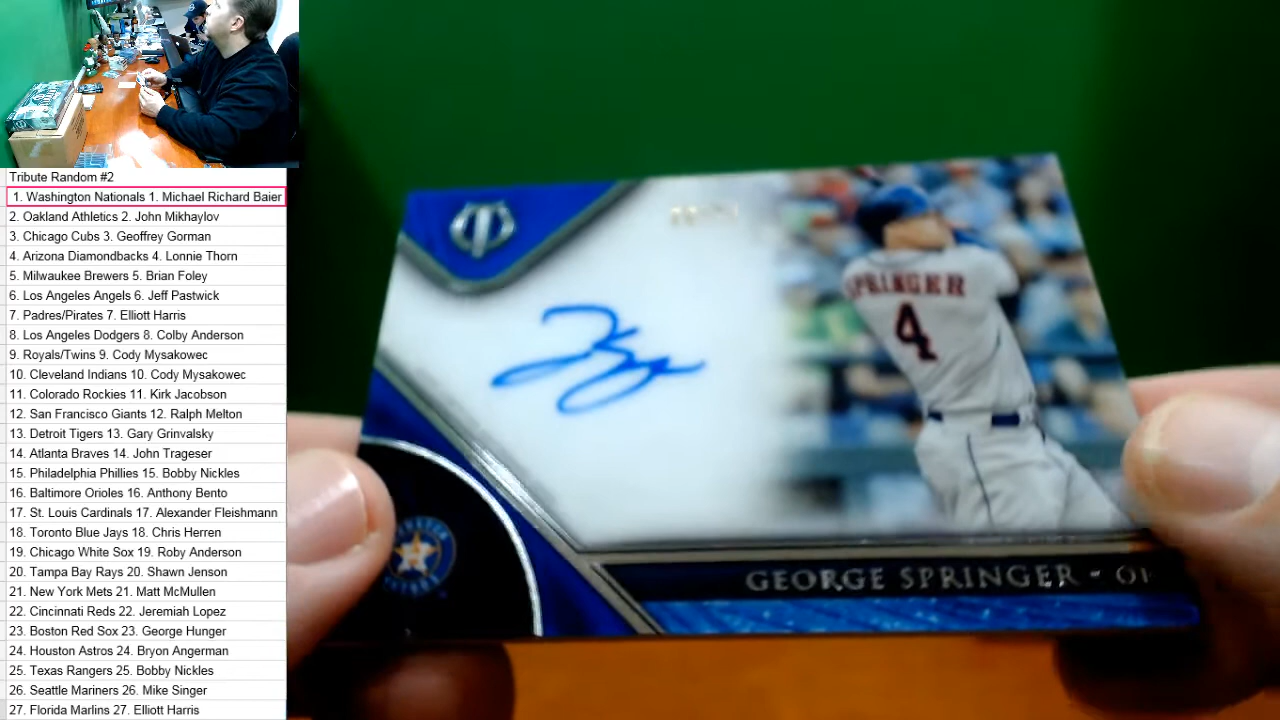 Tribute Random #2
1. Washington Nationals 1. Michael Richard Baier
2. Oakland Athletics 2. John Mikhaylov
3. Chicago Cubs 3. Geoffrey Gorman
4. Arizona Diamondbacks 4. Lonnie Thorn
5. Milwaukee Brewers 5. Brian Foley
6. Los Angeles Angels 6. Jeff Pastwick
7. Padres/Pirates 7. Elliott Harris
8. Los Angeles Dodgers 8. Colby Anderson
9. Royals/Twins 9. Cody Mysakowec
10. Cleveland Indians 10. Cody Mysakowec
11. Colorado Rockies 11. Kirk Jacobson
12. San Francisco Giants 12. Ralph Melton
13. Detroit Tigers 13. Gary Grinvalsky
14. Atlanta Braves 14. John Trageser
15. Philadelphia Phillies 15. Bobby Nickles
16. Baltimore Orioles 16. Anthony Bento
17. St. Louis Cardinals 17. Alexander Fleishmann
18. Toronto Blue Jays 18. Chris Herren
19. Chicago White Sox 19. Roby Anderson
20. Tampa Bay Rays 20. Shawn Jenson
21. New York Mets 21. Matt McMullen
22. Cincinnati Reds 22. Jeremiah Lopez
23. Boston Red Sox 23. George Hunger
24. Houston Astros 24. Bryon Angerman
25. Texas Rangers 25. Bobby Nickles
26. Seattle Mariners 26. Mike Singer
27. Florida Marlins 27. Elliott Harris
SPRINGER
4
GEORGE SPRINGER - OF